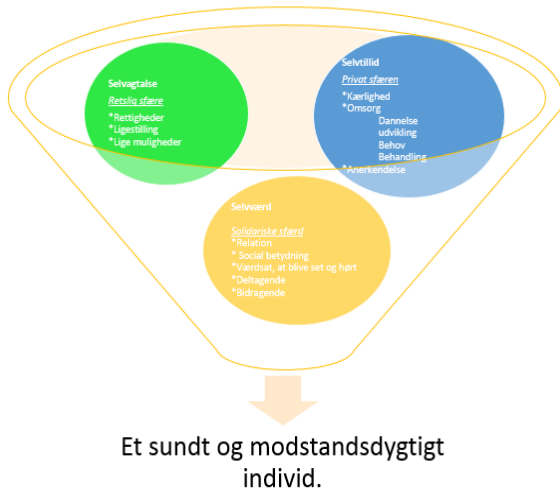 Selvagtalse
Retslig sfære
*Rettigheder
*Ligestilling
*Lige muligheder
Selvtillid
Privat sfæren
*Kærlighed
*Omsorg
Dannelse
udvikling
Behov
Behandling
*Anerkendelse
Selvværd
Solidariske sfærd
*Relation
* Social betydning
*Værdsat, at blive set og hørt
*Deltagende
*Bidragende
Et sundt og modstandsdygtigt
individ.